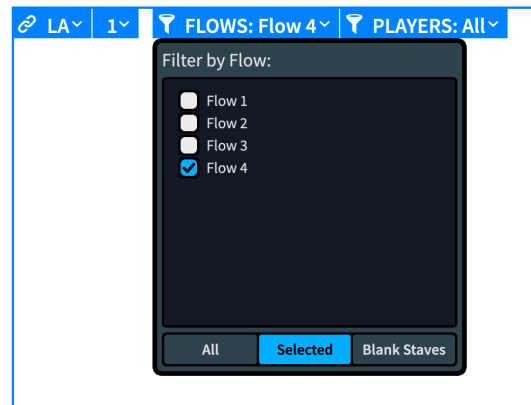 LA 1 FLOWS: Flow 4 PLAYERS: All
Filter by Flow:
Flow 1
Flow 2
Flow 3
Flow 4
All Selected Blank Staves